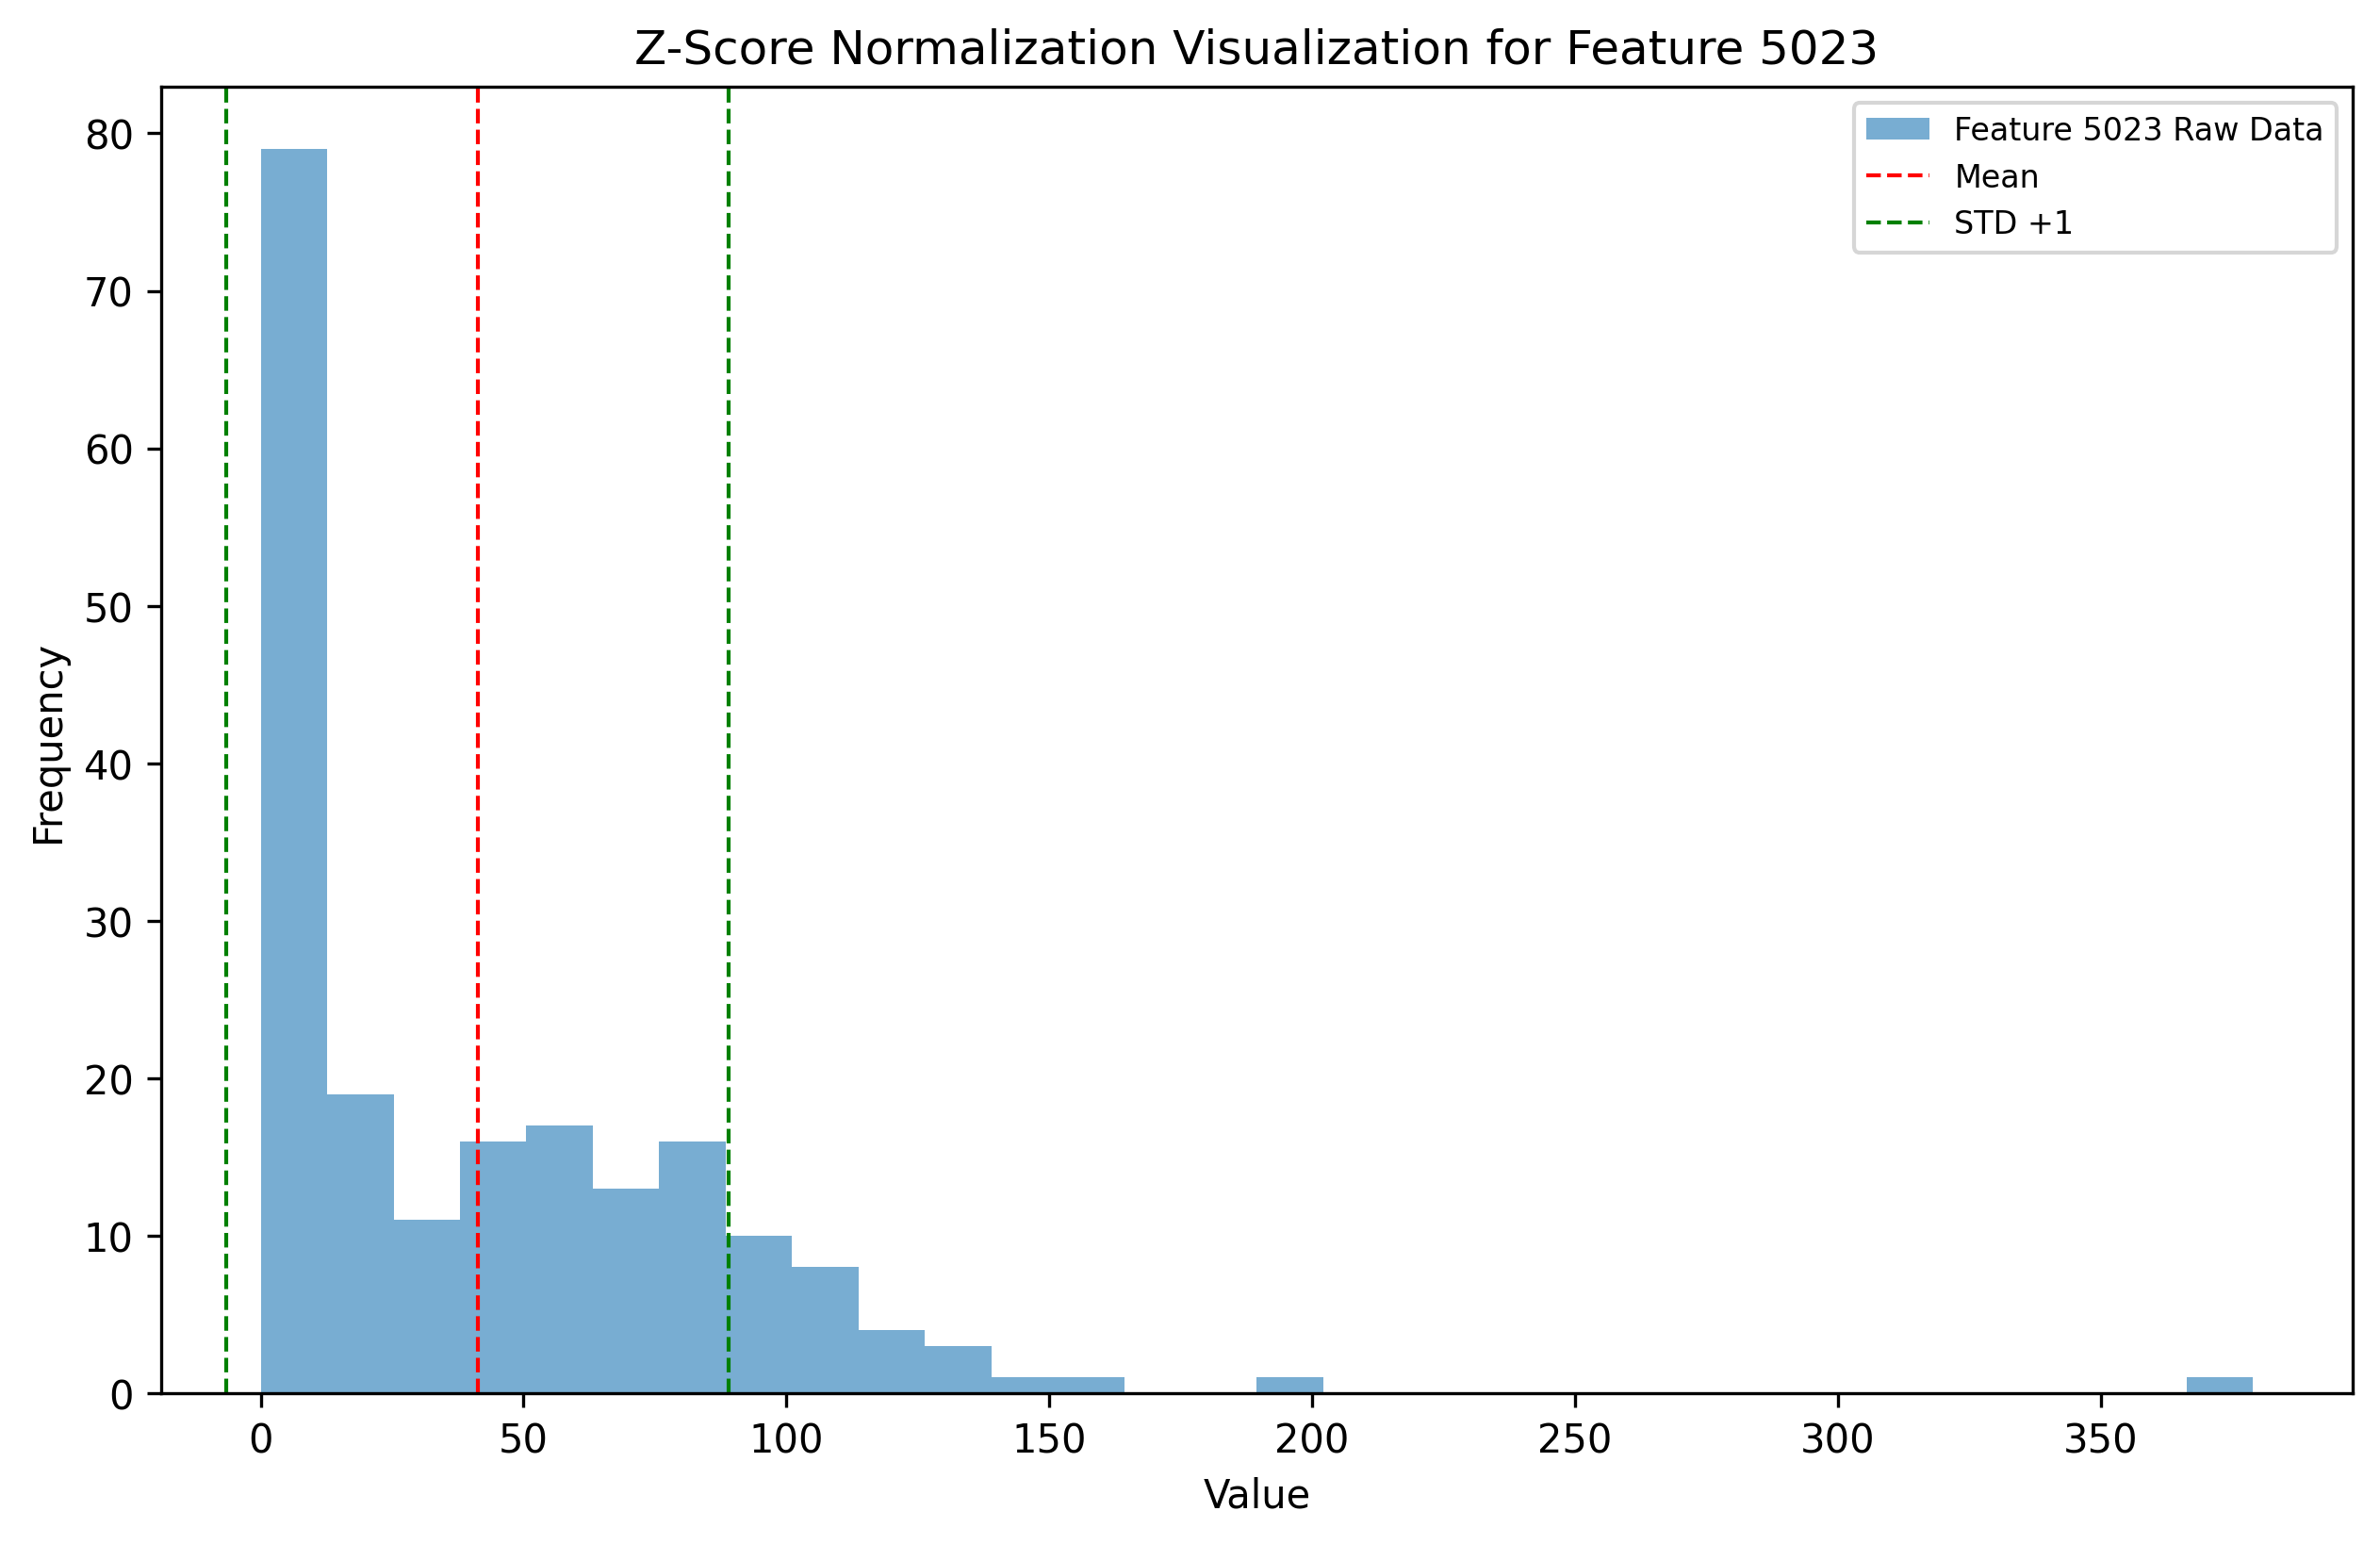 Z-Score Normalization Visualization for Feature 5023
Feature 5023 Raw Data
Mean
STD +1
80
70
60
50
40
30
20
10
0
Frequency
0 50 100 150 200 250 300 350
Value